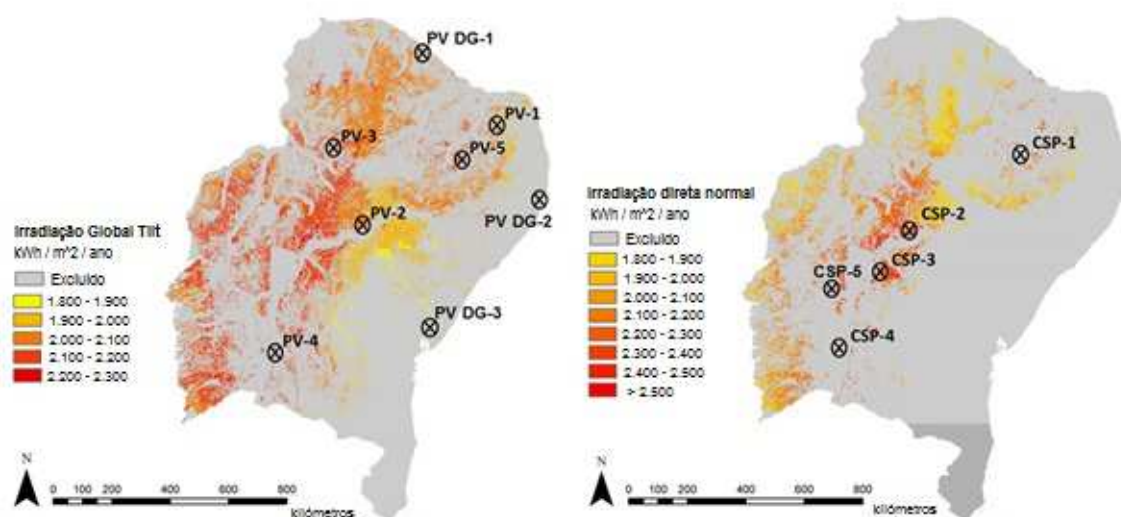 PV DG-1
PV-1
PV-3
PV-5
PV-2
PV DG-2
PV DG-3
PV-4
Irradiação Global Tilt
kWh / m^2 / ano
Excluído
1.800 - 1.900
1.900 - 2.000
2.000 - 2.100
2.100 - 2.200
2.200 - 2.300
N
0 50 100 200 400 600 800
kilómetros
CSP-1
CSP-2
CSP-3
CSP-5
CSP-4
Irradiação direta normal
kWh / m^2 / ano
Excluído
1.800 - 1.900
1.900 - 2.000
2.000 - 2.100
2.100 - 2.200
2.200 - 2.300
2.300 - 2.400
2.400 - 2.500
> 2.500
N
0 50 100 200 400 600 800
kilómetros